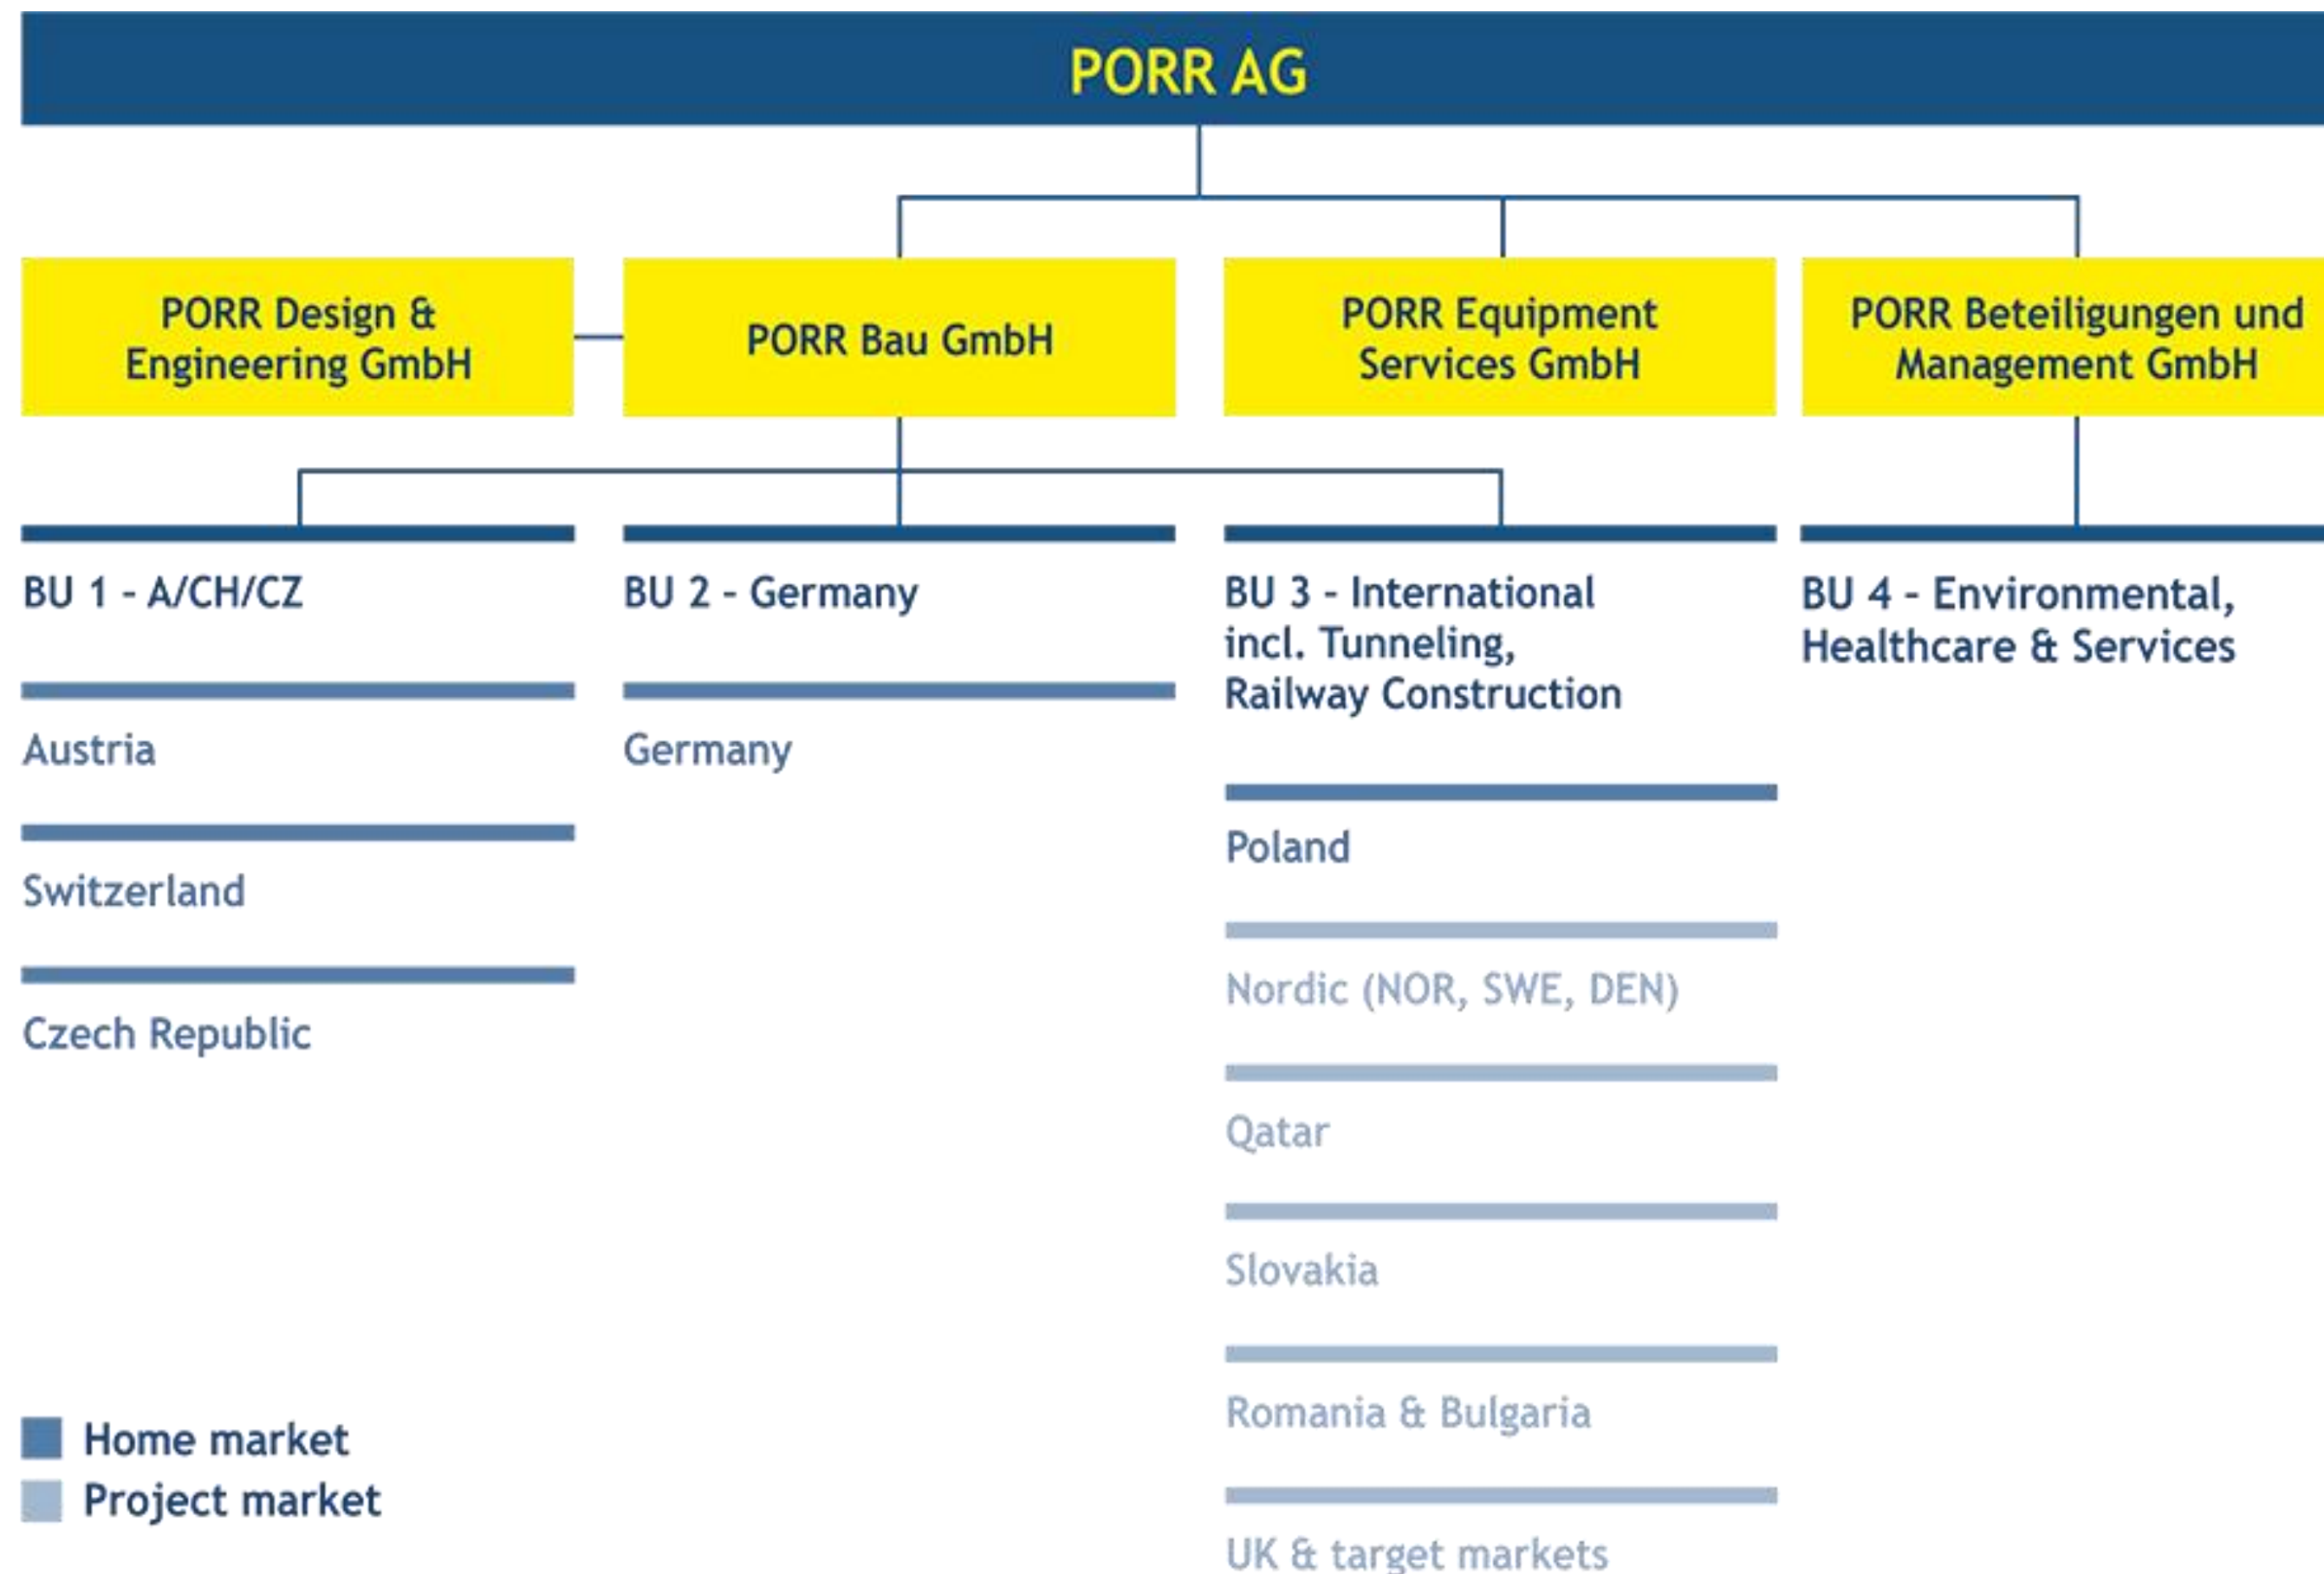 PORR AG
PORR Design &
Engineering GmbH
PORR Bau GmbH
PORR Equipment
Services GmbH
PORR Beteiligungen und
Management GmbH
BU 1 – A/CH/CZ
Austria
Switzerland
Czech Republic
BU 2 – Germany
Germany
BU 3 – International
incl. Tunneling,
Railway Construction
Poland
Nordic (NOR, SWE, DEN)
Qatar
Slovakia
Romania & Bulgaria
UK & target markets
BU 4 – Environmental,
Healthcare & Services
Home market
Project market